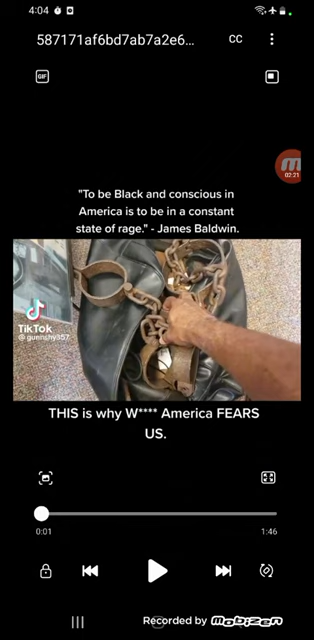 4:04
587171af6bd7ab7a2e6...
CC
GIF
02:21
"To be Black and conscious in
America is to be in a constant
state of rage." - James Baldwin.
TikTok
THIS is why W**** America FEARS
US.
0:01
1:46
Recorded by Mobizen